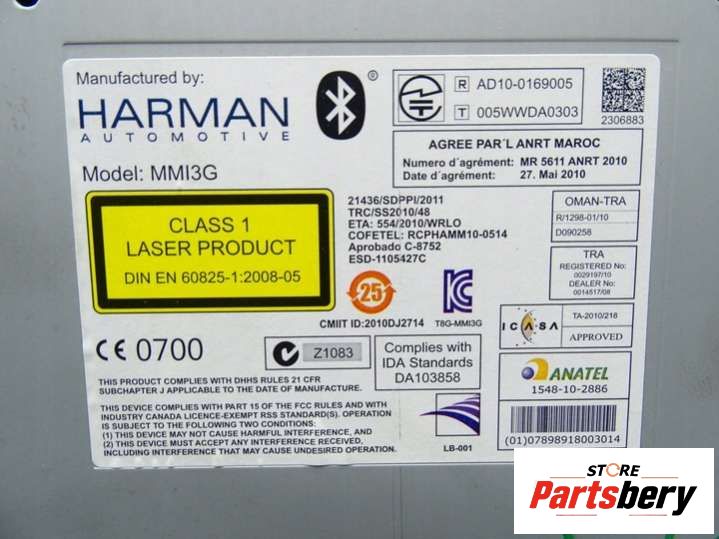 Manufactured by:
HARMAN
AUTOMOTIVE
Model: MMI3G
®
R AD10-0169005
T 005WWDA0303
2306883
AGREE PAR´L ANRT MAROC
Numero d´agrément: MR 5611 ANRT 2010
Date d´agrément: 27. Mai 2010
CLASS 1
LASER PRODUCT
DIN EN 60825-1:2008-05
21436/SDPPI/2011
TRC/SS2010/48
ETA: 554/2010/WRLO
COFETEL: RCPHAMM10-0514
Aprobado C-8752
ESD-1105427C
OMAN-TRA
R/1298-01/10
D090258
TRA
REGISTERED No:
0029197/10
DEALER No:
0014517/08
25
CMIIT ID:2010DJ2714
T8G-MMI3G
ICASA
TA-2010/218
APPROVED
CE 0700
Z1083
Complies with
IDA Standards
DA103858
ANATEL
1548-10-2886
THIS PRODUCT COMPLIES WITH DHHS RULES 21 CFR
SUBCHAPTER J APPLICABLE TO THE DATE OF MANUFACTURE.
THIS DEVICE COMPLIES WITH PART 15 OF THE FCC RULES AND WITH
INDUSTRY CANADA LICENCE-EXEMPT RSS STANDARD(S). OPERATION
IS SUBJECT TO THE FOLLOWING TWO CONDITIONS:
(1) THIS DEVICE MAY NOT CAUSE HARMFUL INTERFERENCE, AND
(2) THIS DEVICE MUST ACCEPT ANY INTERFERENCE RECEIVED,
INCLUDING INTERFERENCE THAT MAY CAUSE UNDESIRED OPERATION
LB-001
(01)07898918003014
STORE
Partsbery